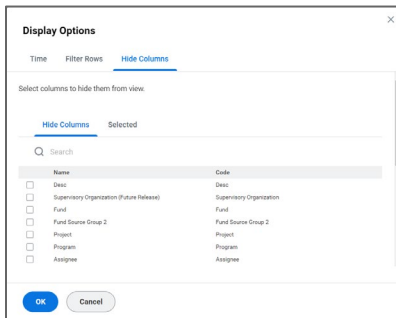 Display Options
Time Filter Rows Hide Columns
Select columns to hide them from view.
Hide Columns Selected
Search
Name Code
Desc Desc
Supervisory Organization (Future Release) Supervisory Organization
Fund Fund
Fund Source Group 2 Fund Source Group 2
Project Project
Program Program
Assignee Assignee
OK Cancel